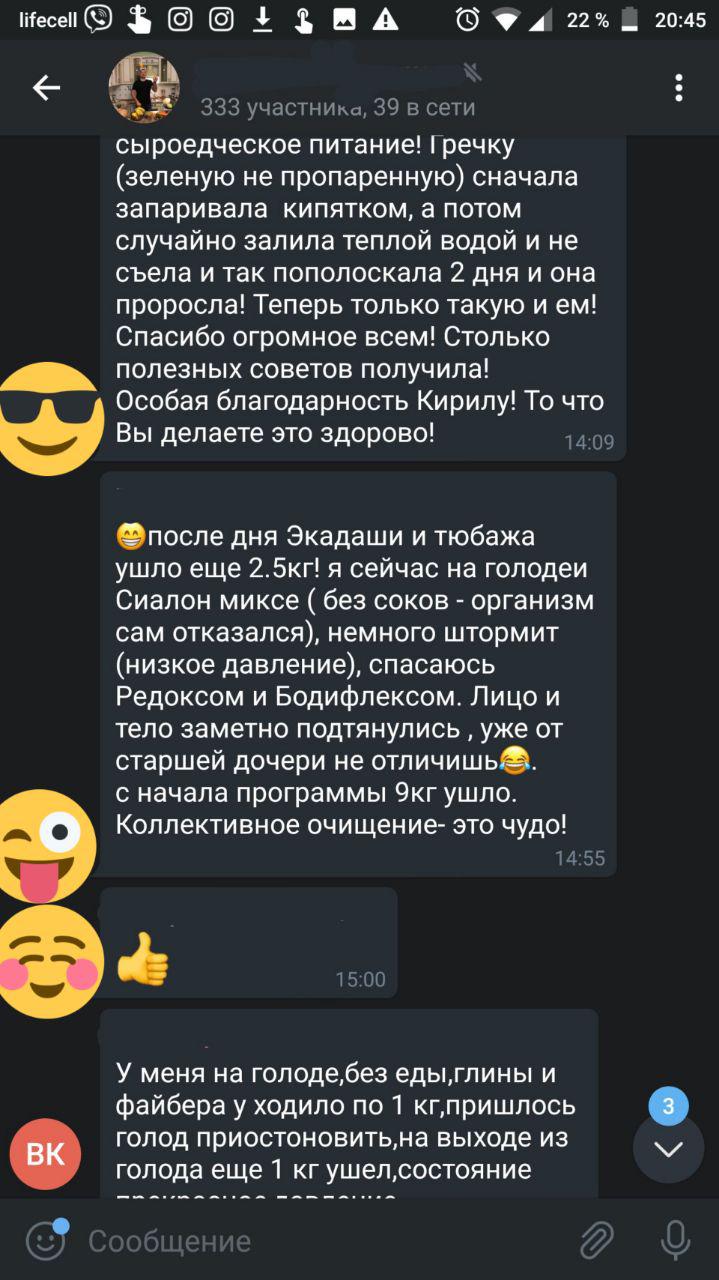 lifecell 22 % 20:45
333 участника, 39 в сети
сыроедческое питание! Гречку
(зеленую не пропаренную) сначала
запаривала кипятком, а потом
случайно залила теплой водой и не
съела и так пополоскала 2 дня и она
проросла! Теперь только такую и ем!
Спасибо огромное всем! Столько
полезных советов получила!
Особая благодарность Кирилу! То что
Вы делаете это здорово!
14:09
😁после дня Экадаши и тюбажа
ушло еще 2.5кг! я сейчас на голодеи
Сиалон миксе ( без соков - организм
сам отказался), немного штормит
(низкое давление), спасаюсь
Редоксом и Бодифлексом. Лицо и
тело заметно подтянулись , уже от
старшей дочери не отличишь😂.
с начала программы 9кг ушло.
Коллективное очищение- это чудо!
14:55
👍
15:00
У меня на голоде,без еды,глины и
файбера у ходило по 1 кг,пришлось
голод приостоновить,на выходе из
голода еще 1 кг ушел,состояние
ВК
3
Сообщение